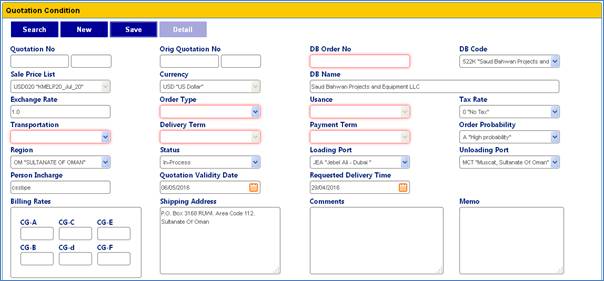 Quotation Condition
Search New Save Detail
Quotation No Orig Quotation No DB Order No DB Code
522K "Saud Bahwan Projects and
Sale Price List Currency DB Name
USD020 "KMELP20_Jul_20" USD "US Dollar" Saud Bahwan Projects and Equipment LLC
Exchange Rate Order Type Usance Tax Rate
1.0 0 "No Tax"
Transportation Delivery Term Payment Term Order Probability
A "High probability"
Region Status Loading Port Unloading Port
OM "SULTANATE OF OMAN" In-Process JEA "Jebel Ali - Dubai " MCT "Muscat, Sultanate Of Oman"
Person Incharge Quotation Validity Date Requested Delivery Time
csstipe 06/05/2016 29/04/2016
Billing Rates Shipping Address Comments Memo
P.O. Box 3168 RUWI. Area Code 112.
Sultanate Of Oman
CG-A CG-C CG-E
CG-B CG-d CG-F